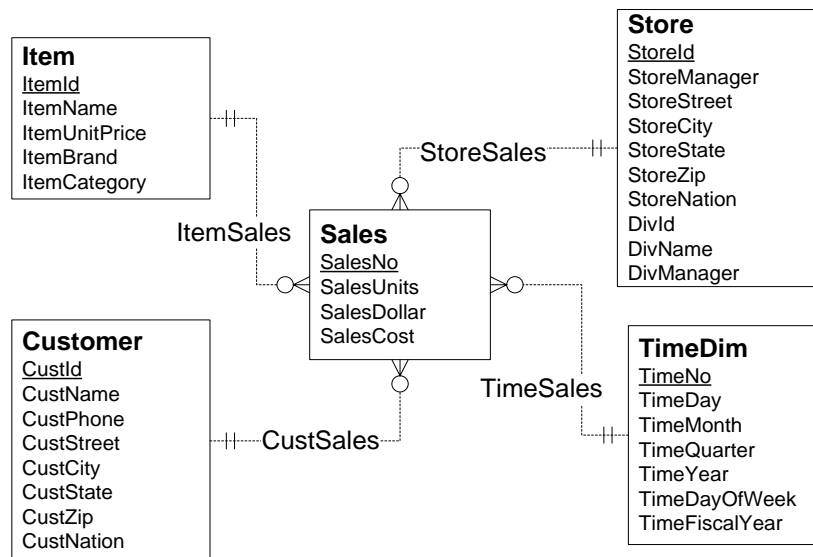 Item
ItemId
ItemName
ItemUnitPrice
ItemBrand
ItemCategory
Store
StoreId
StoreManager
StoreStreet
StoreCity
StoreState
StoreZip
StoreNation
DivId
DivName
DivManager
StoreSales
ItemSales
Sales
SalesNo
SalesUnits
SalesDollar
SalesCost
Customer
CustId
CustName
CustPhone
CustStreet
CustCity
CustState
CustZip
CustNation
CustSales
TimeSales
TimeDim
TimeNo
TimeDay
TimeMonth
TimeQuarter
TimeYear
TimeDayOfWeek
TimeFiscalYear